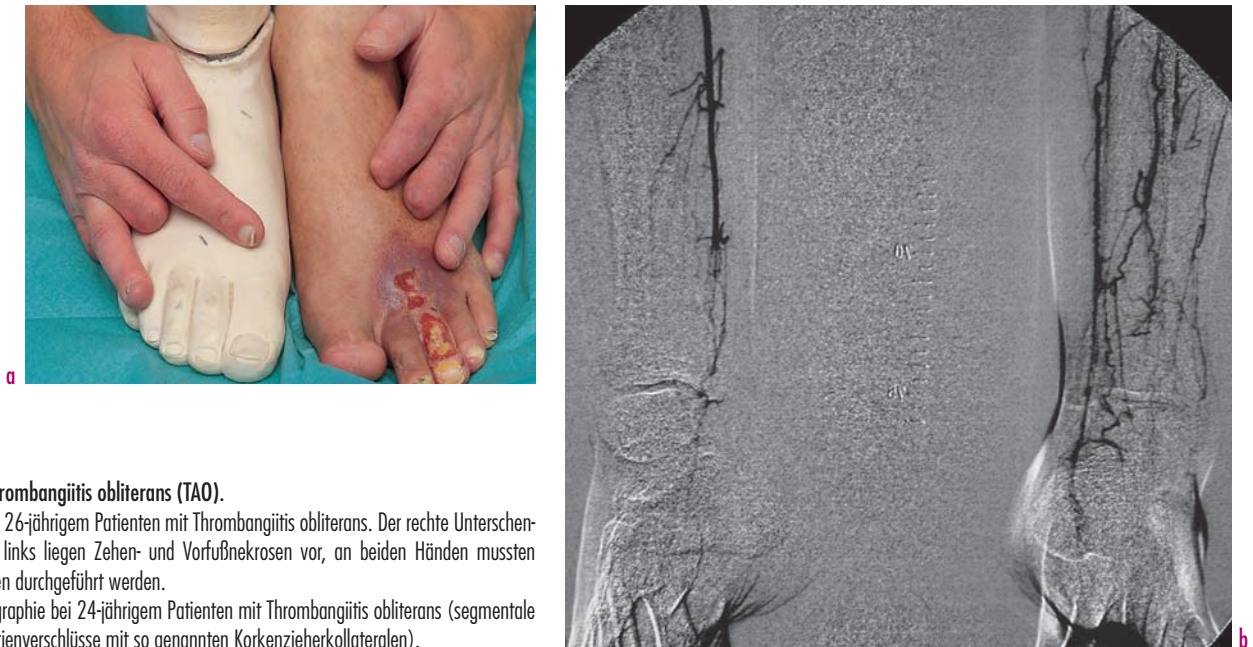 a
b
rombangiitis obliterans (TAO).
26-jährigem Patienten mit Thrombangiitis obliterans. Der rechte Unterschen-
links liegen Zehen- und Vorfußnekrosen vor, an beiden Händen mussten
en durchgeführt werden.
graphie bei 24-jährigem Patienten mit Thrombangiitis obliterans (segmentale
rienverschlüsse mit so genannten Korkenzieherkollateralen).